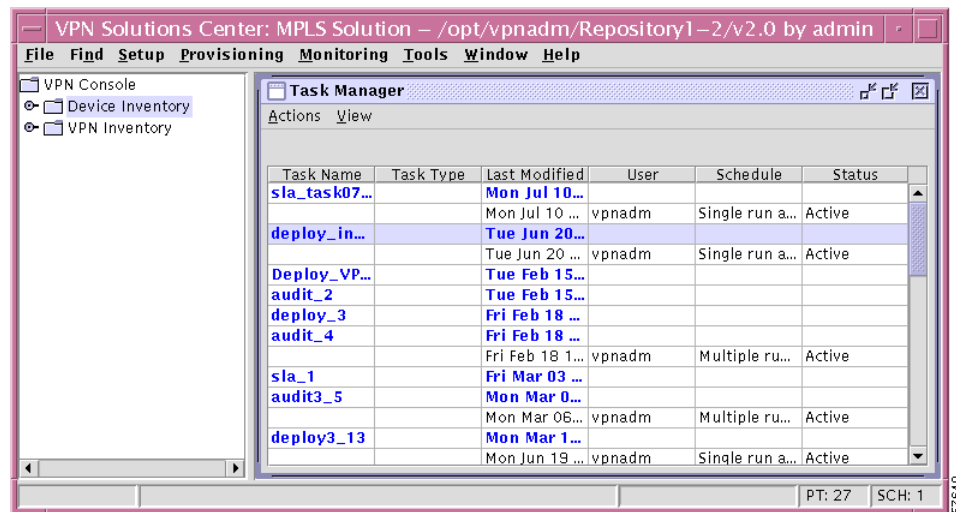 VPN Solutions Center: MPLS Solution – /opt/vpnadm/Repository1–2/v2.0 by admin
File Find Setup Provisioning Monitoring Tools Window Help
VPN Console
Device Inventory
VPN Inventory
Task Manager
Actions View
Task Name Task Type Last Modified User Schedule Status
sla_task07... Mon Jul 10...
Mon Jul 10 ... vpnadm Single run a... Active
deploy_in... Tue Jun 20...
Tue Jun 20 ... vpnadm Single run a... Active
Deploy_VP... Tue Feb 15...
audit_2 Tue Feb 15...
deploy_3 Fri Feb 18 ...
audit_4 Fri Feb 18 ...
Fri Feb 18 1... vpnadm Multiple ru... Active
sla_1 Fri Mar 03 ...
audit3_5 Mon Mar 0...
Mon Mar 06... vpnadm Multiple ru... Active
deploy3_13 Mon Mar 1...
Mon Jun 19 ... vpnadm Single run a... Active
PT: 27 SCH: 1